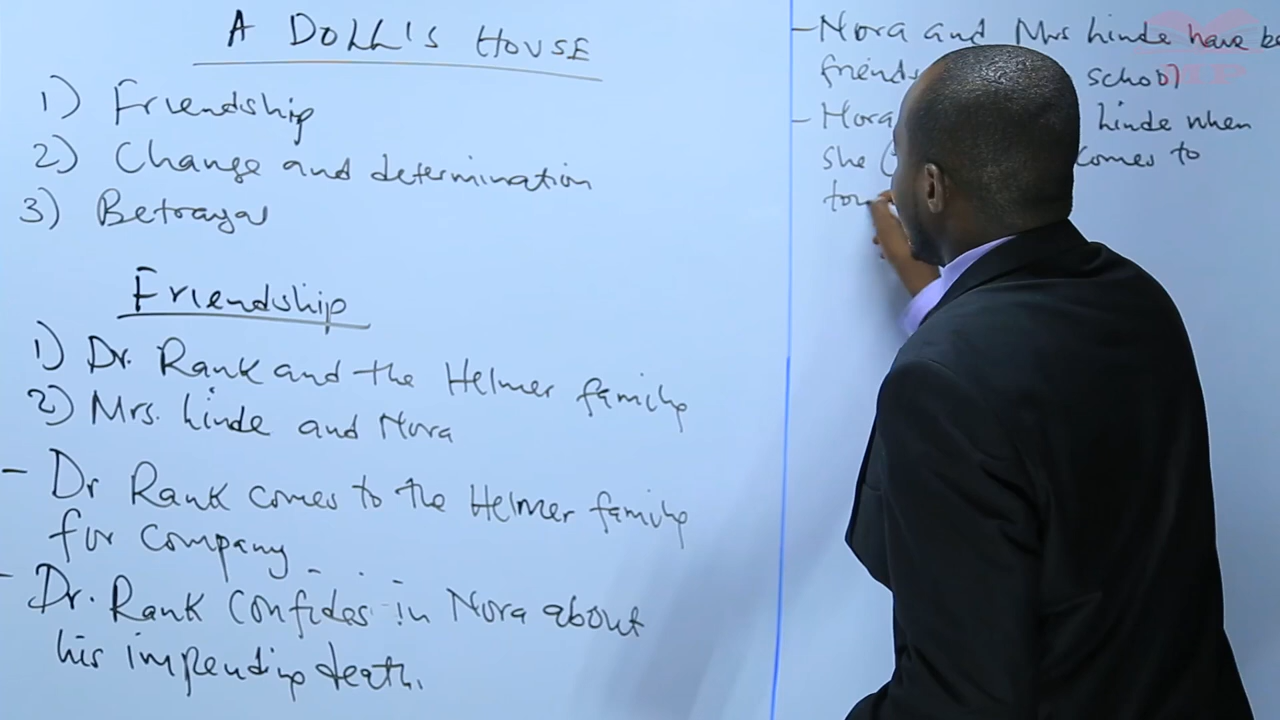 A DOLL'S HOUSE
1) Friendship
2) Change and determination
3) Betrayal
Friendship
1) Dr. Rank and the Helmer family
2) Mrs. Linde and Nora
- Dr Rank comes to the Helmer family
for company.
- Dr. Rank confides in Nora about
his impending death.
- Nora and Mrs Linde have be
friends school
- Nora Linde when
she comes to